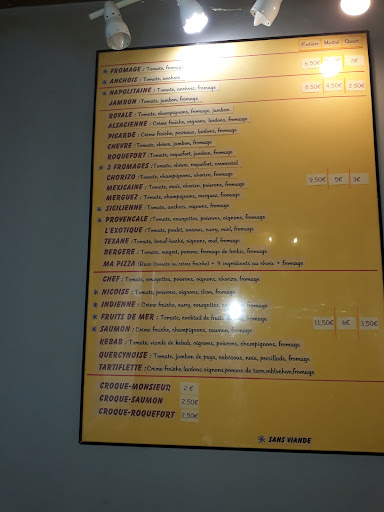 Entière Moitié Quart
* FROMAGE : Tomate, fromage 6,50€ 2€
* ANCHOIS : Tomate, anchois
* NAPOLITAINE : Tomate, anchois, fromage 8,50€ 4,50€ 2,50€
JAMBON : Tomate, jambon, fromage
ROYALE : Tomate, champignons, fromage, jambon
ALSACIENNE : Crème fraîche, oignons, lardons, fromage
PICARDE : Crème fraîche, poireaux, lardons, fromage
CHEVRE : Tomate, chèvre, jambon, fromage
ROQUEFORT : Tomate, roquefort, jambon, fromage
* 3 FROMAGES : Tomate, chèvre, roquefort, emmental
CHORIZO : Tomate, champignons, chorizo, fromage 9,50€ 5€ 3€
MEXICAINE : Tomate, maïs, chorizo, poivrons, fromage
MERGUEZ : Tomate, champignons, merguez, fromage
* SICILIENNE : Tomate, anchois, oignons, fromage
* PROVENCALE : Tomate, courgettes, poivrons, oignons, fromage
L'EXOTIQUE : Tomate, poulet, ananas, curry, miel, fromage
TEXANE : Tomate, boeuf-haché, oignons, oeuf, fromage
BERGERE : Tomate, magret, pomme, fromage de brebis, fromage
MA PIZZA : Base tomate ou crème fraîche + 3 ingrédients au choix + fromage
CHEF : Tomate, courgettes, poivrons, oignons, chorizo, fromage
* NICOISE : Tomate, poivrons, oignons, thon, fromage
* INDIENNE : Crème fraîche, curry, courgettes, fromage
* FRUITS DE MER : Tomate, cocktail de fruits de mer, fromage 11,50€ 6€ 3,50€
* SAUMON : Crème fraîche, champignons, saumon, fromage
KEBAB : Tomate, viande de kebab, oignons, poivrons, champignons, fromage
QUERCYNOISE : Tomate, jambon de pays, cabécous, noix, persillade, fromage
TARTIFLETTE : Crème fraîche, lardons, oignons, pomme de terre, reblochon, fromage
CROQUE-MONSIEUR 2 €
CROQUE-SAUMON 2,50€
CROQUE-ROQUEFORT 2,50€
* SANS VIANDE